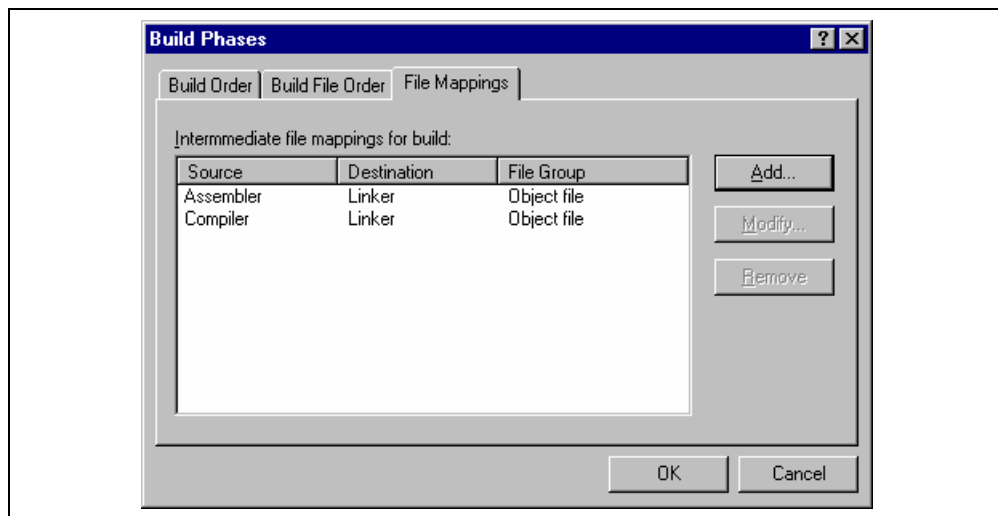 Build Phases
Build Order Build File Order File Mappings
Intermmediate file mappings for build:
Source Destination File Group
Assembler Linker Object file
Compiler Linker Object file
Add...
Modify...
Remove
OK Cancel